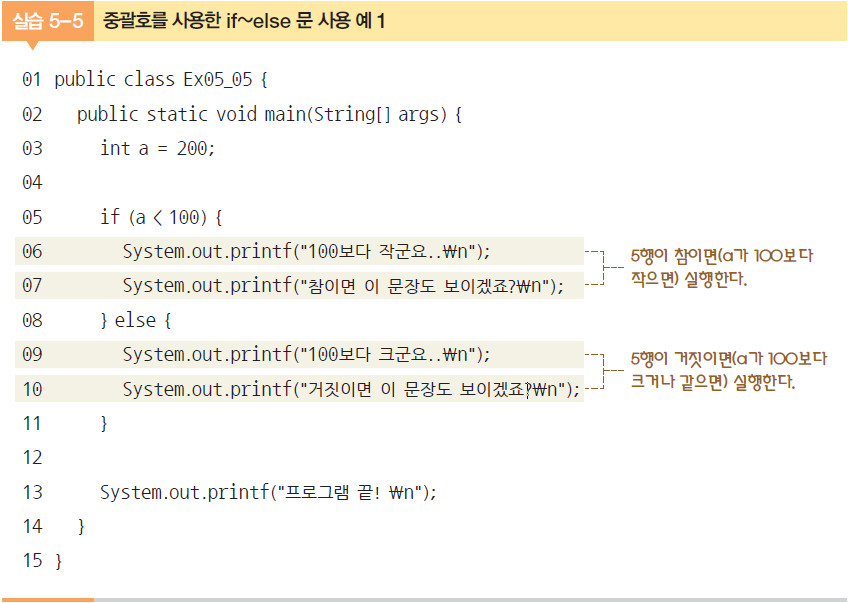 실습 5-5 중괄호를 사용한 if~else 문 사용 예 1
01 public class Ex05_05 {
02 public static void main(String[] args) {
03 int a = 200;
04
05 if (a < 100) {
06 System.out.printf("100보다 작군요..₩n");
07 System.out.printf("참이면 이 문장도 보이겠죠?₩n");
5행이 참이면(a가 100보다
작으면) 실행한다.
08 } else {
09 System.out.printf("100보다 크군요..₩n");
10 System.out.printf("거짓이면 이 문장도 보이겠죠?₩n");
5행이 거짓이면(a가 100보다
크거나 같으면) 실행한다.
11 }
12
13 System.out.printf("프로그램 끝! ₩n");
14 }
15 }